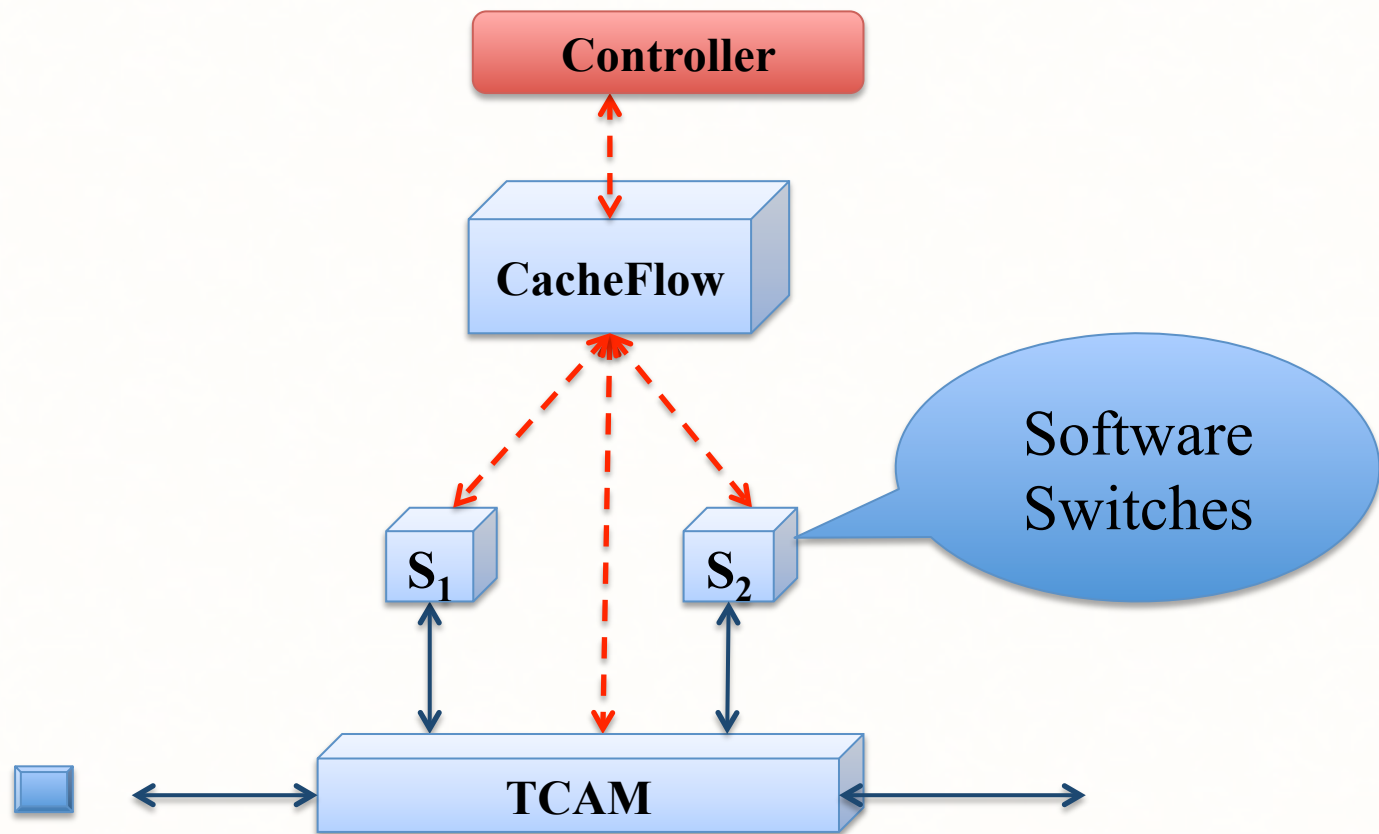 Controller
CacheFlow
Software
Switches
S₁
S₂
TCAM